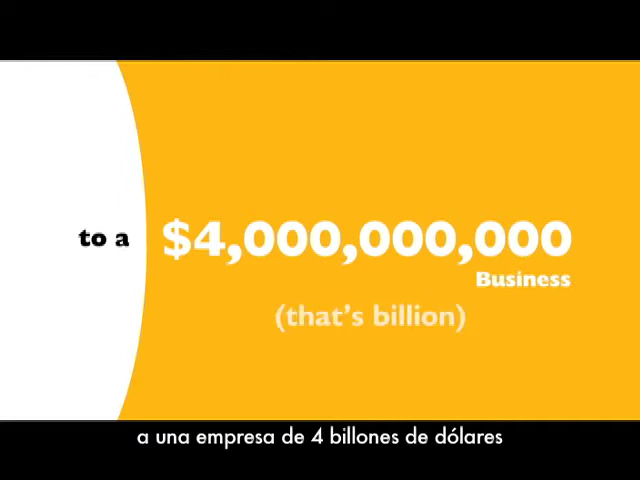 to a $4,000,000,000
Business
(that's billion)
a una empresa de 4 billones de dólares